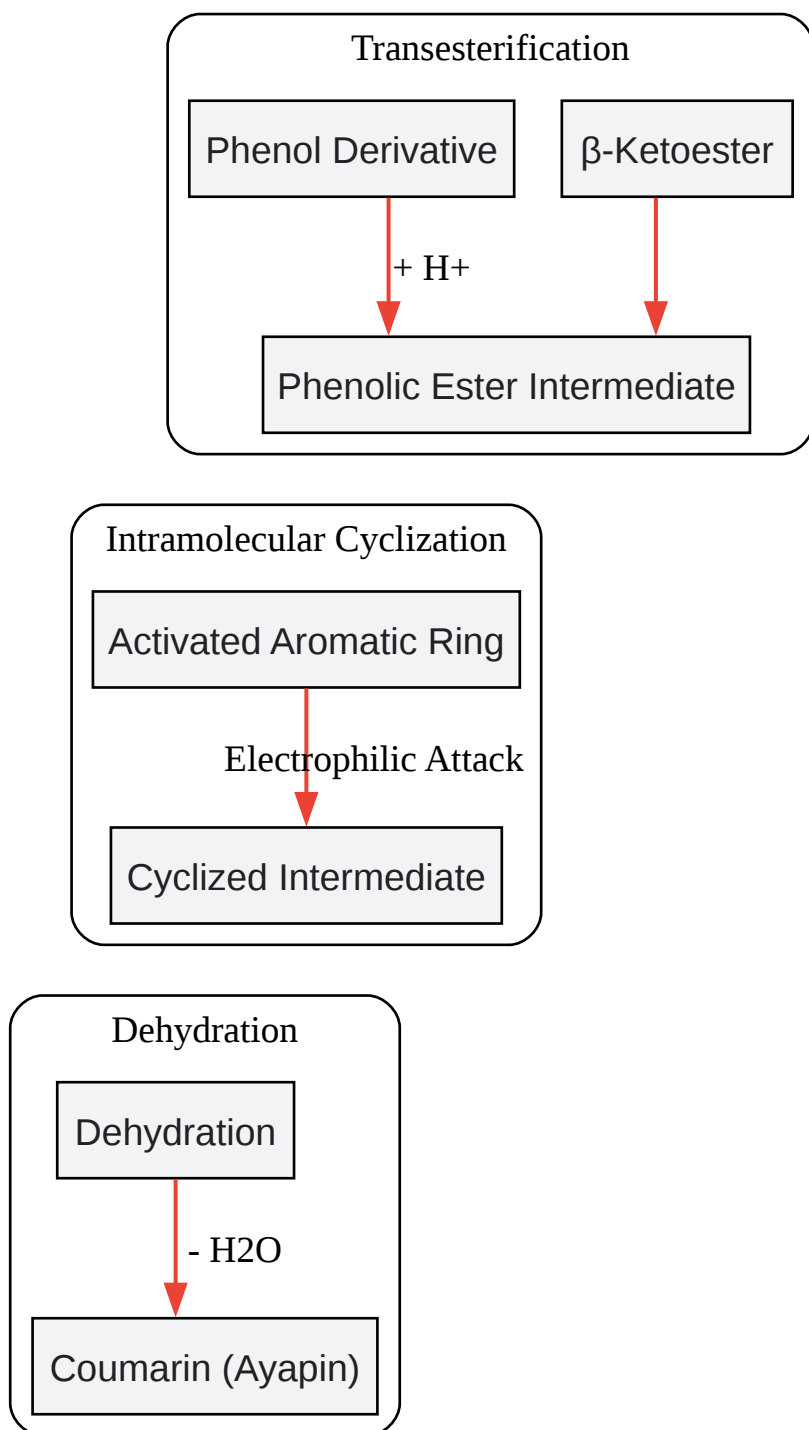 Transesterification
Phenol Derivative
β-Ketoester
+ H+
Phenolic Ester Intermediate
Intramolecular Cyclization
Activated Aromatic Ring
Electrophilic Attack
Cyclized Intermediate
Dehydration
Dehydration
- H2O
Coumarin (Ayapin)